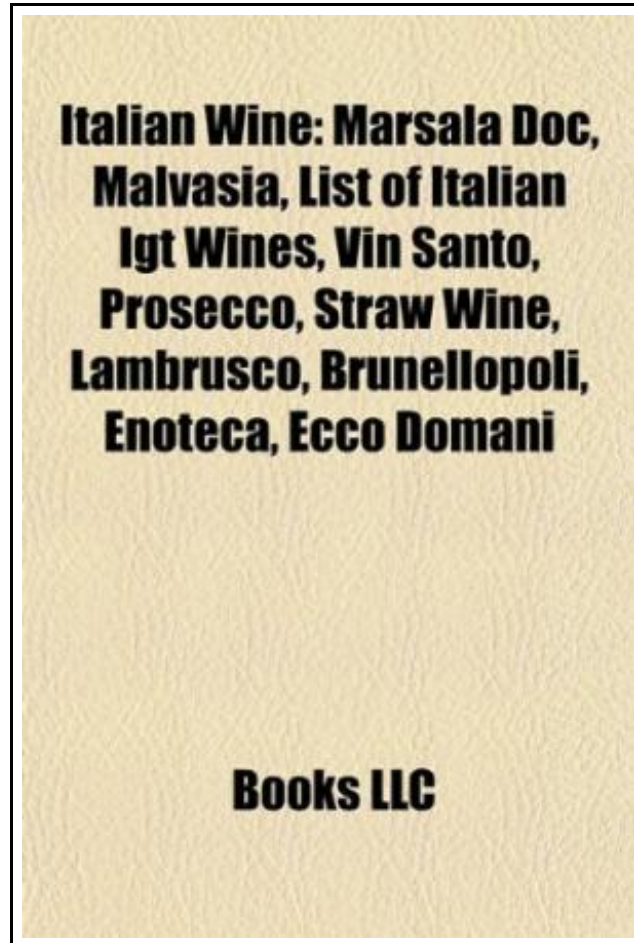 Italian Wine: Marsala Doc,
Malvasia, List of Italian
Igt Wines, Vin Santo,
Prosecco, Straw Wine,
Lambrusco, Brunellopoli,
Enoteca, Ecco Domani
Books LLC